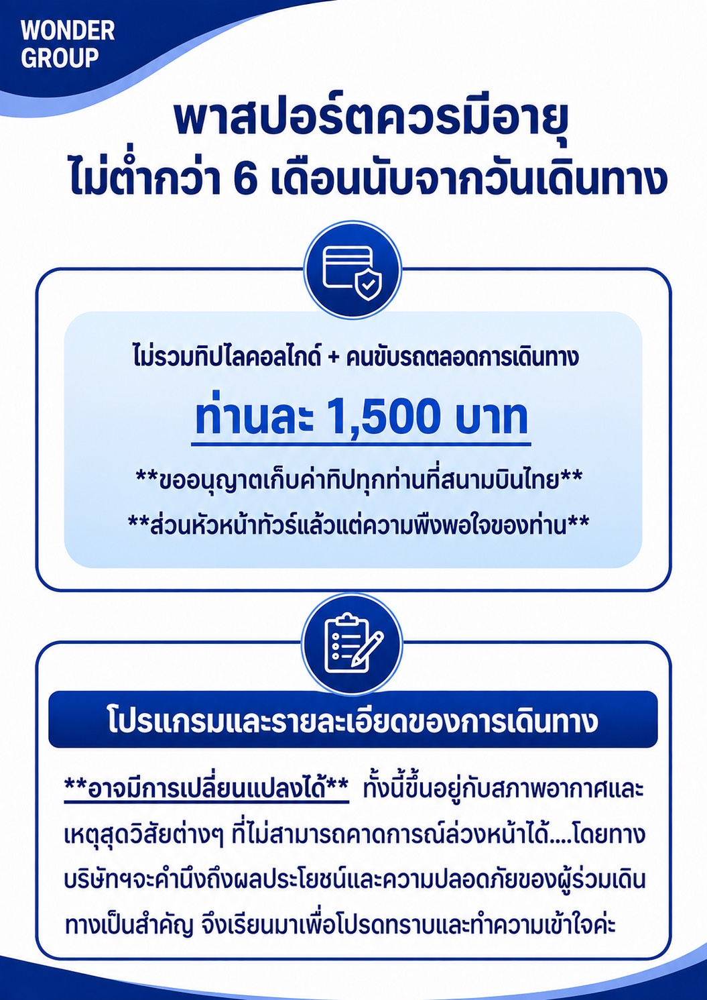 WONDER
GROUP
พาสปอร์ตควรมีอายุ
ไม่ต่ำกว่า 6 เดือนนับจากวันเดินทาง
ไม่รวมทิปไลคอลไกด์ + คนขับรถตลอดการเดินทาง
ท่านละ 1,500 บาท
**ขออนุญาตเก็บค่าทิปทุกท่านที่สนามบินไทย**
**ส่วนหัวหน้าทัวร์แล้วแต่ความพึงพอใจของท่าน**
โปรแกรมและรายละเอียดของการเดินทาง
**อาจมีการเปลี่ยนแปลงได้** ทั้งนี้ขึ้นอยู่กับสภาพอากาศและ
เหตุสุดวิสัยต่างๆ ที่ไม่สามารถคาดการณ์ล่วงหน้าได้....โดยทาง
บริษัทฯจะคำนึงถึงผลประโยชน์และความปลอดภัยของผู้ร่วมเดิน
ทางเป็นสำคัญ จึงเรียนมาเพื่อโปรดทราบและทำความเข้าใจค่ะ